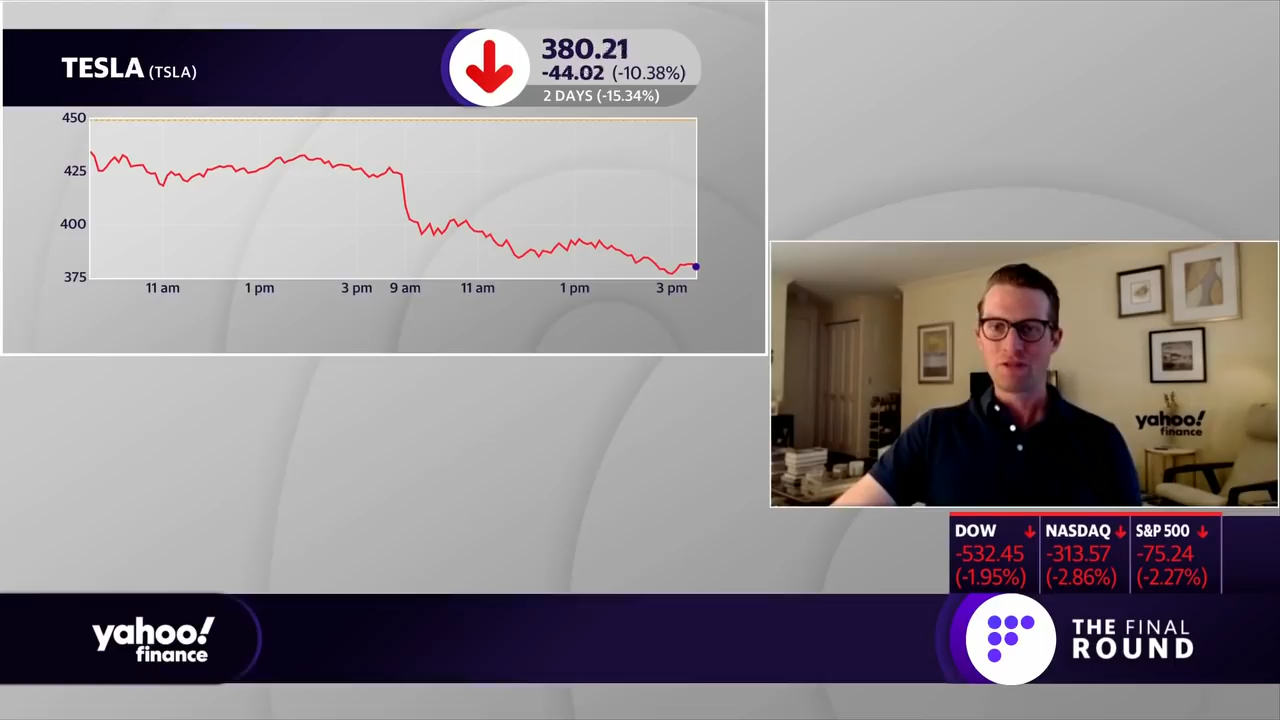 TESLA (TSLA)
380.21
-44.02 (-10.38%)
2 DAYS (-15.34%)
450
425
400
375
11 am 1 pm 3 pm 9 am 11 am 1 pm 3 pm
yahoo!
finance
DOW NASDAQ S&P 500
-532.45 -313.57 -75.24
(-1.95%) (-2.86%) (-2.27%)
yahoo!
finance
THE FINAL
ROUND